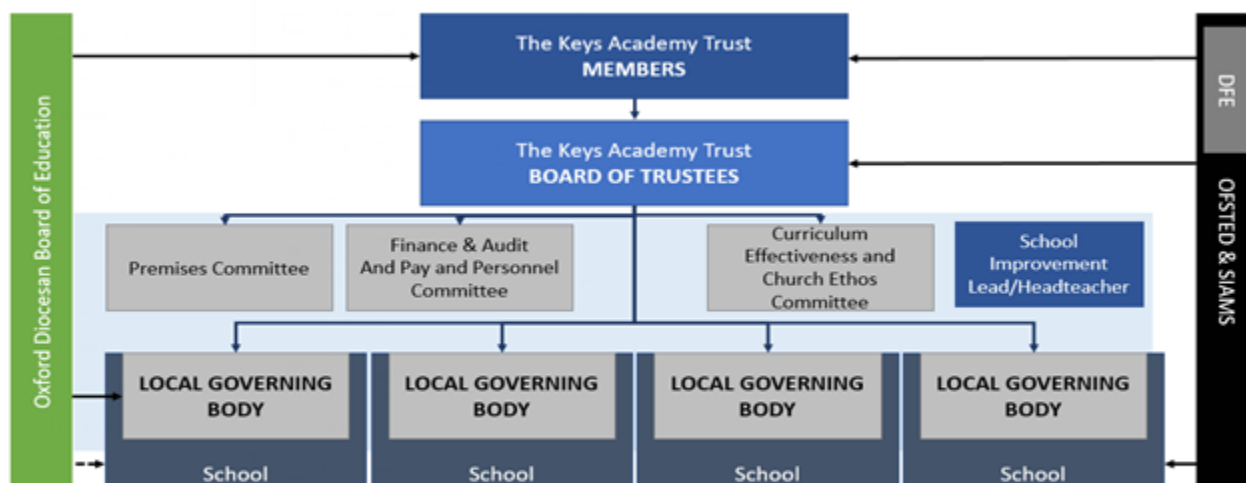 Oxford Diocesan Board of Education
The Keys Academy Trust
MEMBERS
DFE
The Keys Academy Trust
BOARD OF TRUSTEES
OFSTED & SIAMS
Premises Committee
Finance & Audit
And Pay and Personnel
Committee
Curriculum
Effectiveness and
Church Ethos
Committee
School
Improvement
Lead/Headteacher
LOCAL GOVERNING
BODY
LOCAL GOVERNING
BODY
LOCAL GOVERNING
BODY
LOCAL GOVERNING
BODY
School
School
School
School